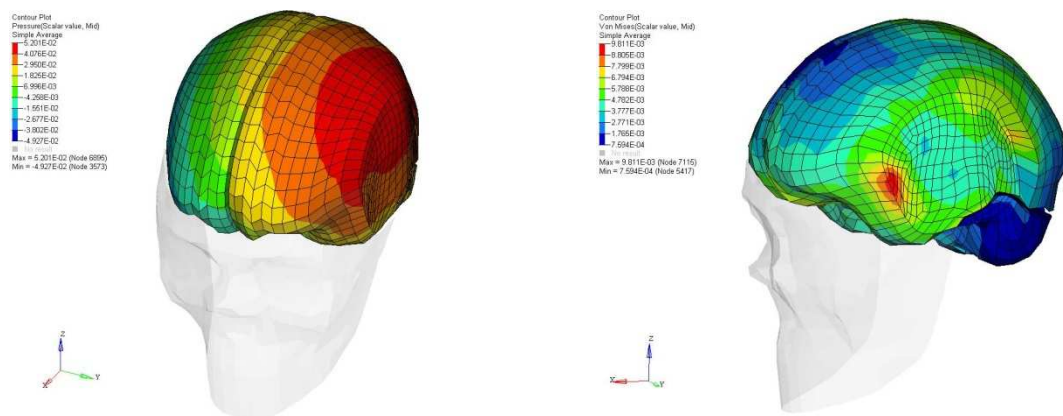 Contour Plot
Pressure(Scalar value, Mid)
Simple Average
5.201E-02
4.076E-02
2.950E-02
1.825E-02
6.996E-03
-4.268E-03
-1.551E-02
-2.677E-02
-3.802E-02
-4.927E-02
No result
Max = 5.201E-02 (Node 6895)
Min = -4.927E-02 (Node 3573)
Z
X
Y
Contour Plot
Von Mises(Scalar value, Mid)
Simple Average
9.811E-03
8.805E-03
7.799E-03
6.794E-03
5.788E-03
4.782E-03
3.777E-03
2.771E-03
1.765E-03
7.594E-04
No result
Max = 9.811E-03 (Node 7115)
Min = 7.594E-04 (Node 5417)
Z
X
Y